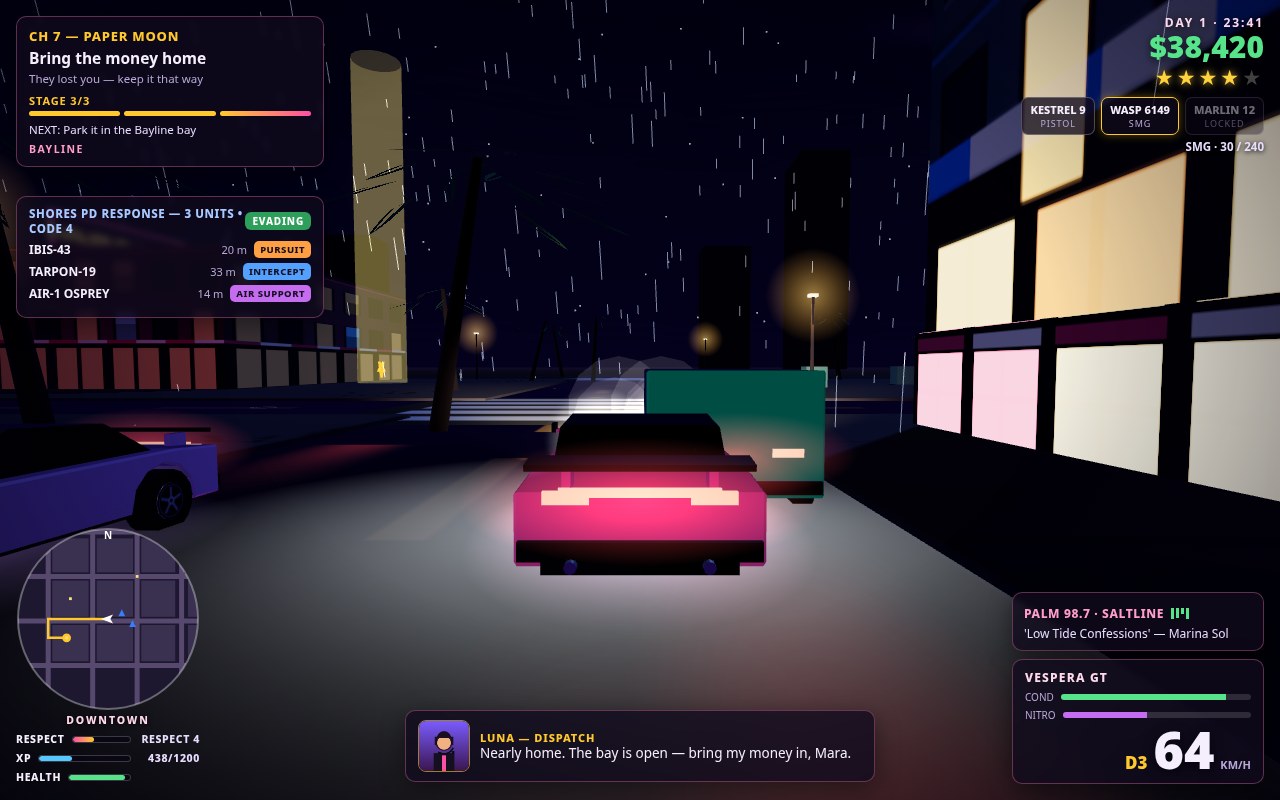 CH 7 — PAPER MOON
Bring the money home
They lost you — keep it that way
STAGE 3/3
NEXT: Park it in the Bayline bay
BAYLINE
SHORES PD RESPONSE — 3 UNITS •
CODE 4
EVADING
IBIS-43 20 m PURSUIT
TARPON-19 33 m INTERCEPT
AIR-1 OSPREY 14 m AIR SUPPORT
DAY 1 · 23:41
$38,420
KESTREL 9 WASP 6149 MARLIN 12
PISTOL SMG LOCKED
SMG · 30 / 240
N
DOWNTOWN
RESPECT RESPECT 4
XP 438/1200
HEALTH
LUNA — DISPATCH
Nearly home. The bay is open — bring my money in, Mara.
PALM 98.7 · SALTLINE
'Low Tide Confessions' — Marina Sol
VESPERA GT
COND
NITRO
D3 64 KM/H